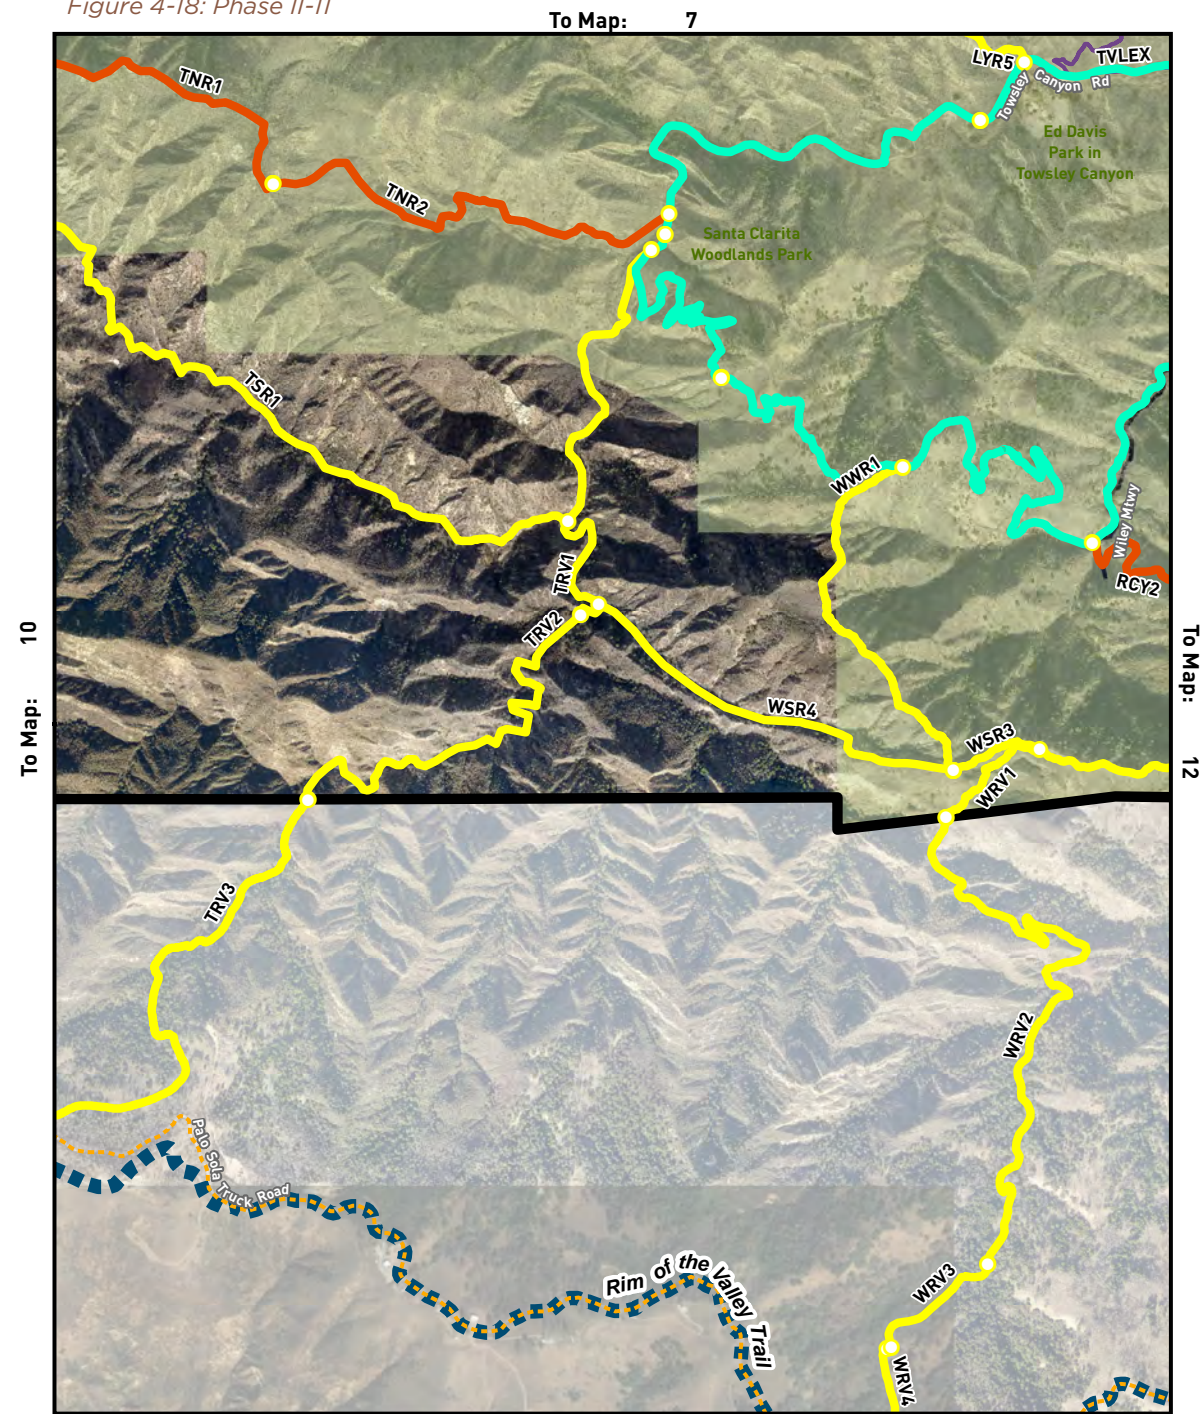 Figure 4-18: Phase II-11
To Map: 7
LYR5
TVLEX
Towsley Canyon Rd
TNR1
Ed Davis
Park in
Towsley Canyon
TNR2
Santa Clarita
Woodlands Park
TSR1
WWR1
Wiley Mtwy
TRV1
RCY2
TRV2
To Map: 10
To Map: 12
WSR4
WSR3
WRV1
TRV3
WRV2
Palo Sola Truck Road
Rim of the Valley Trail
WRV3
WRV4